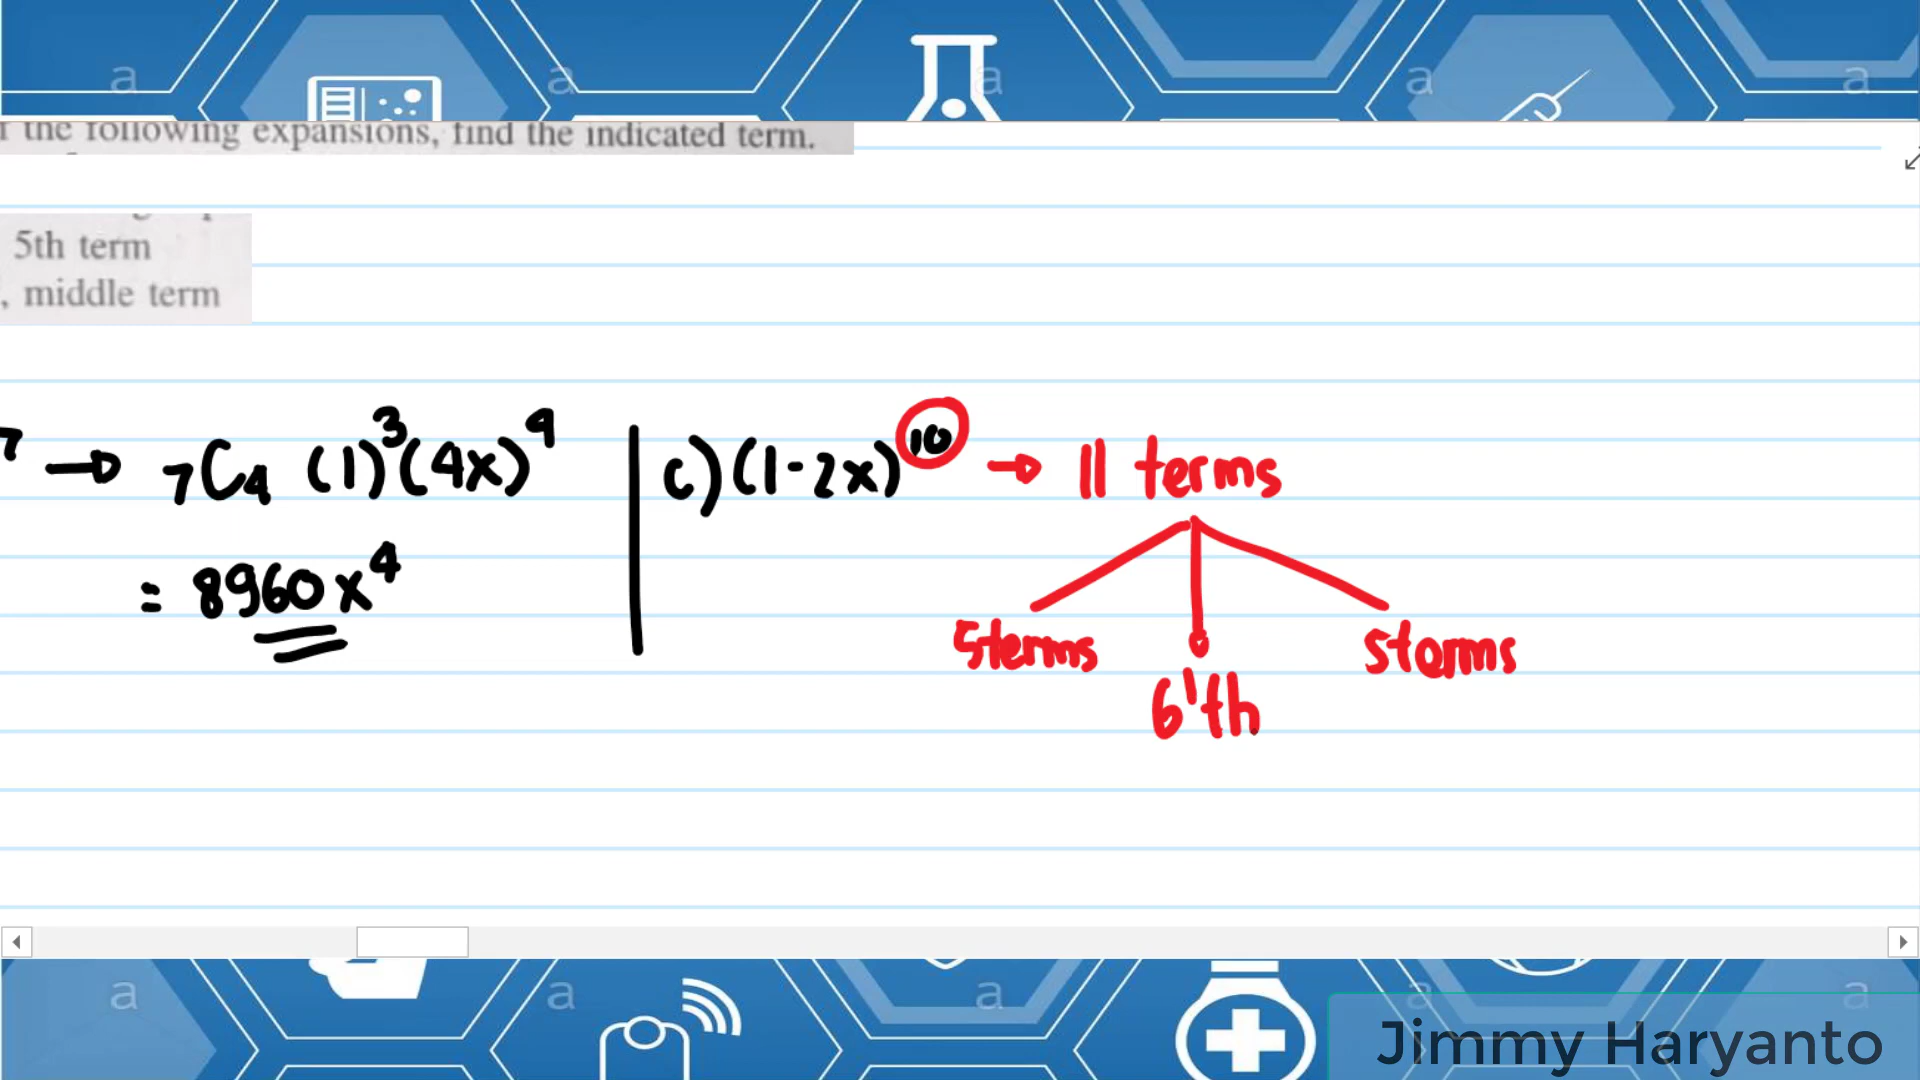 a a a a a
the following expansions, find the indicated term.
5th term
, middle term
7 → 7C4 (1)^3(4x)^4
= 8960x^4
c)(1-2x)^10 → 11 terms
5terms 6'th 5terms
a a a a a
Jimmy Haryanto